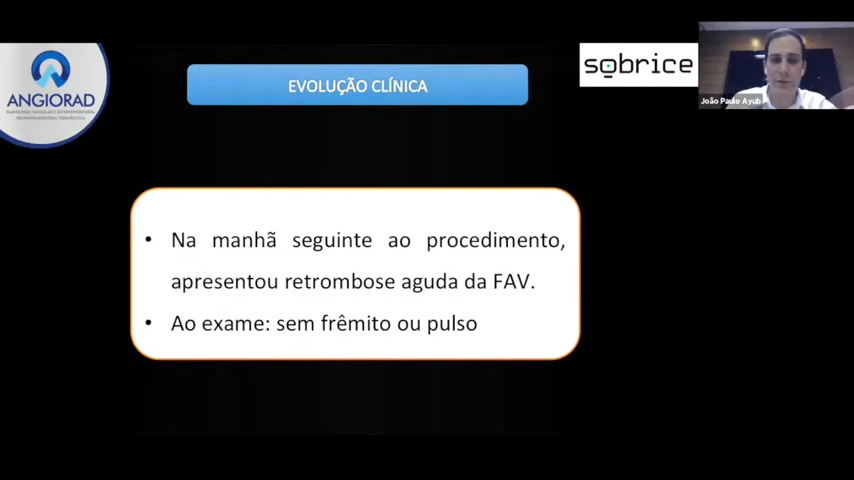 EVOLUÇÃO CLÍNICA
sobrice
João Paulo Ayub
ANGIORAD
• Na manhã seguinte ao procedimento,
apresentou retrombose aguda da FAV.
• Ao exame: sem frêmito ou pulso